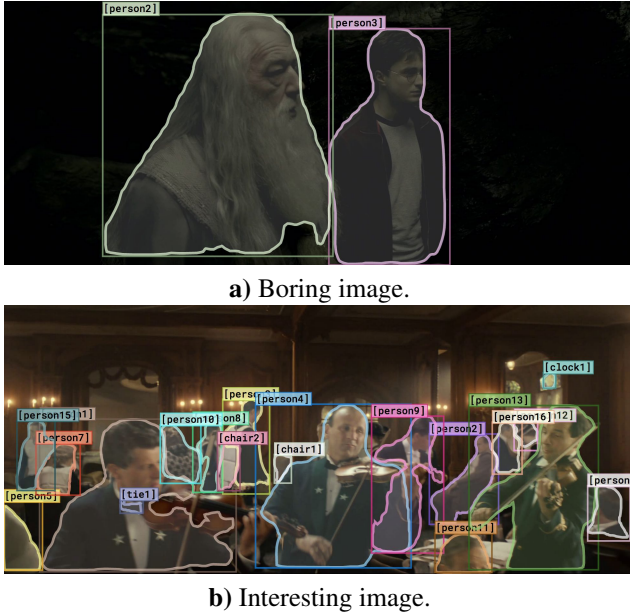 [person2]
[person3]
a) Boring image.
[clock1]
[person4]
[person13]
[person15]
[person10]
[person9]
[person16]
[person7]
[chair2]
[chair1]
[person2]
[tie1]
[person5]
[person11]
b) Interesting image.